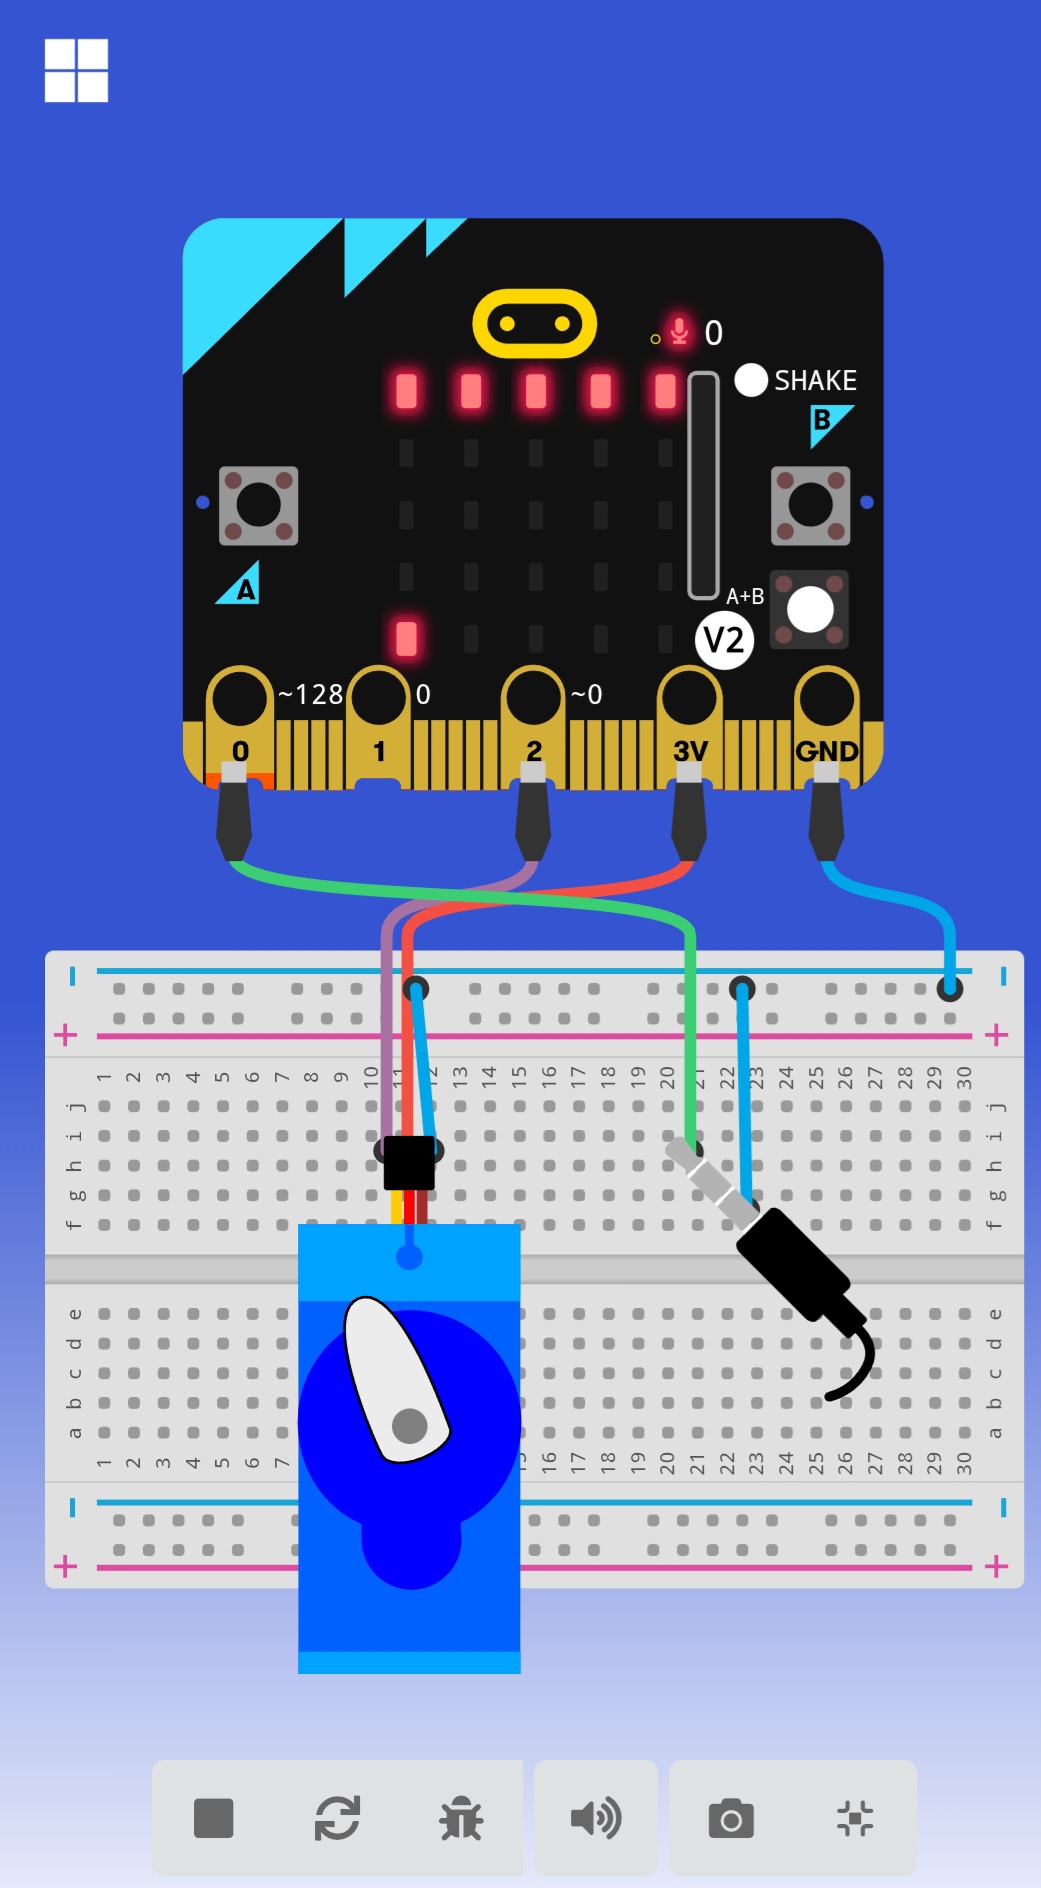 0
SHAKE
B
A
A+B
V2
~128 0 ~0
0 1 2 3V GND
− −
+ +
1 2 3 4 5 6 7 8 9 10 11 12 13 14 15 16 17 18 19 20 21 22 23 24 25 26 27 28 29 30
j j
i i
h h
g g
f f
e e
d d
c c
b b
a a
1 2 3 4 5 6 7 15 16 17 18 19 20 21 22 23 24 25 26 27 28 29 30
− −
+ +